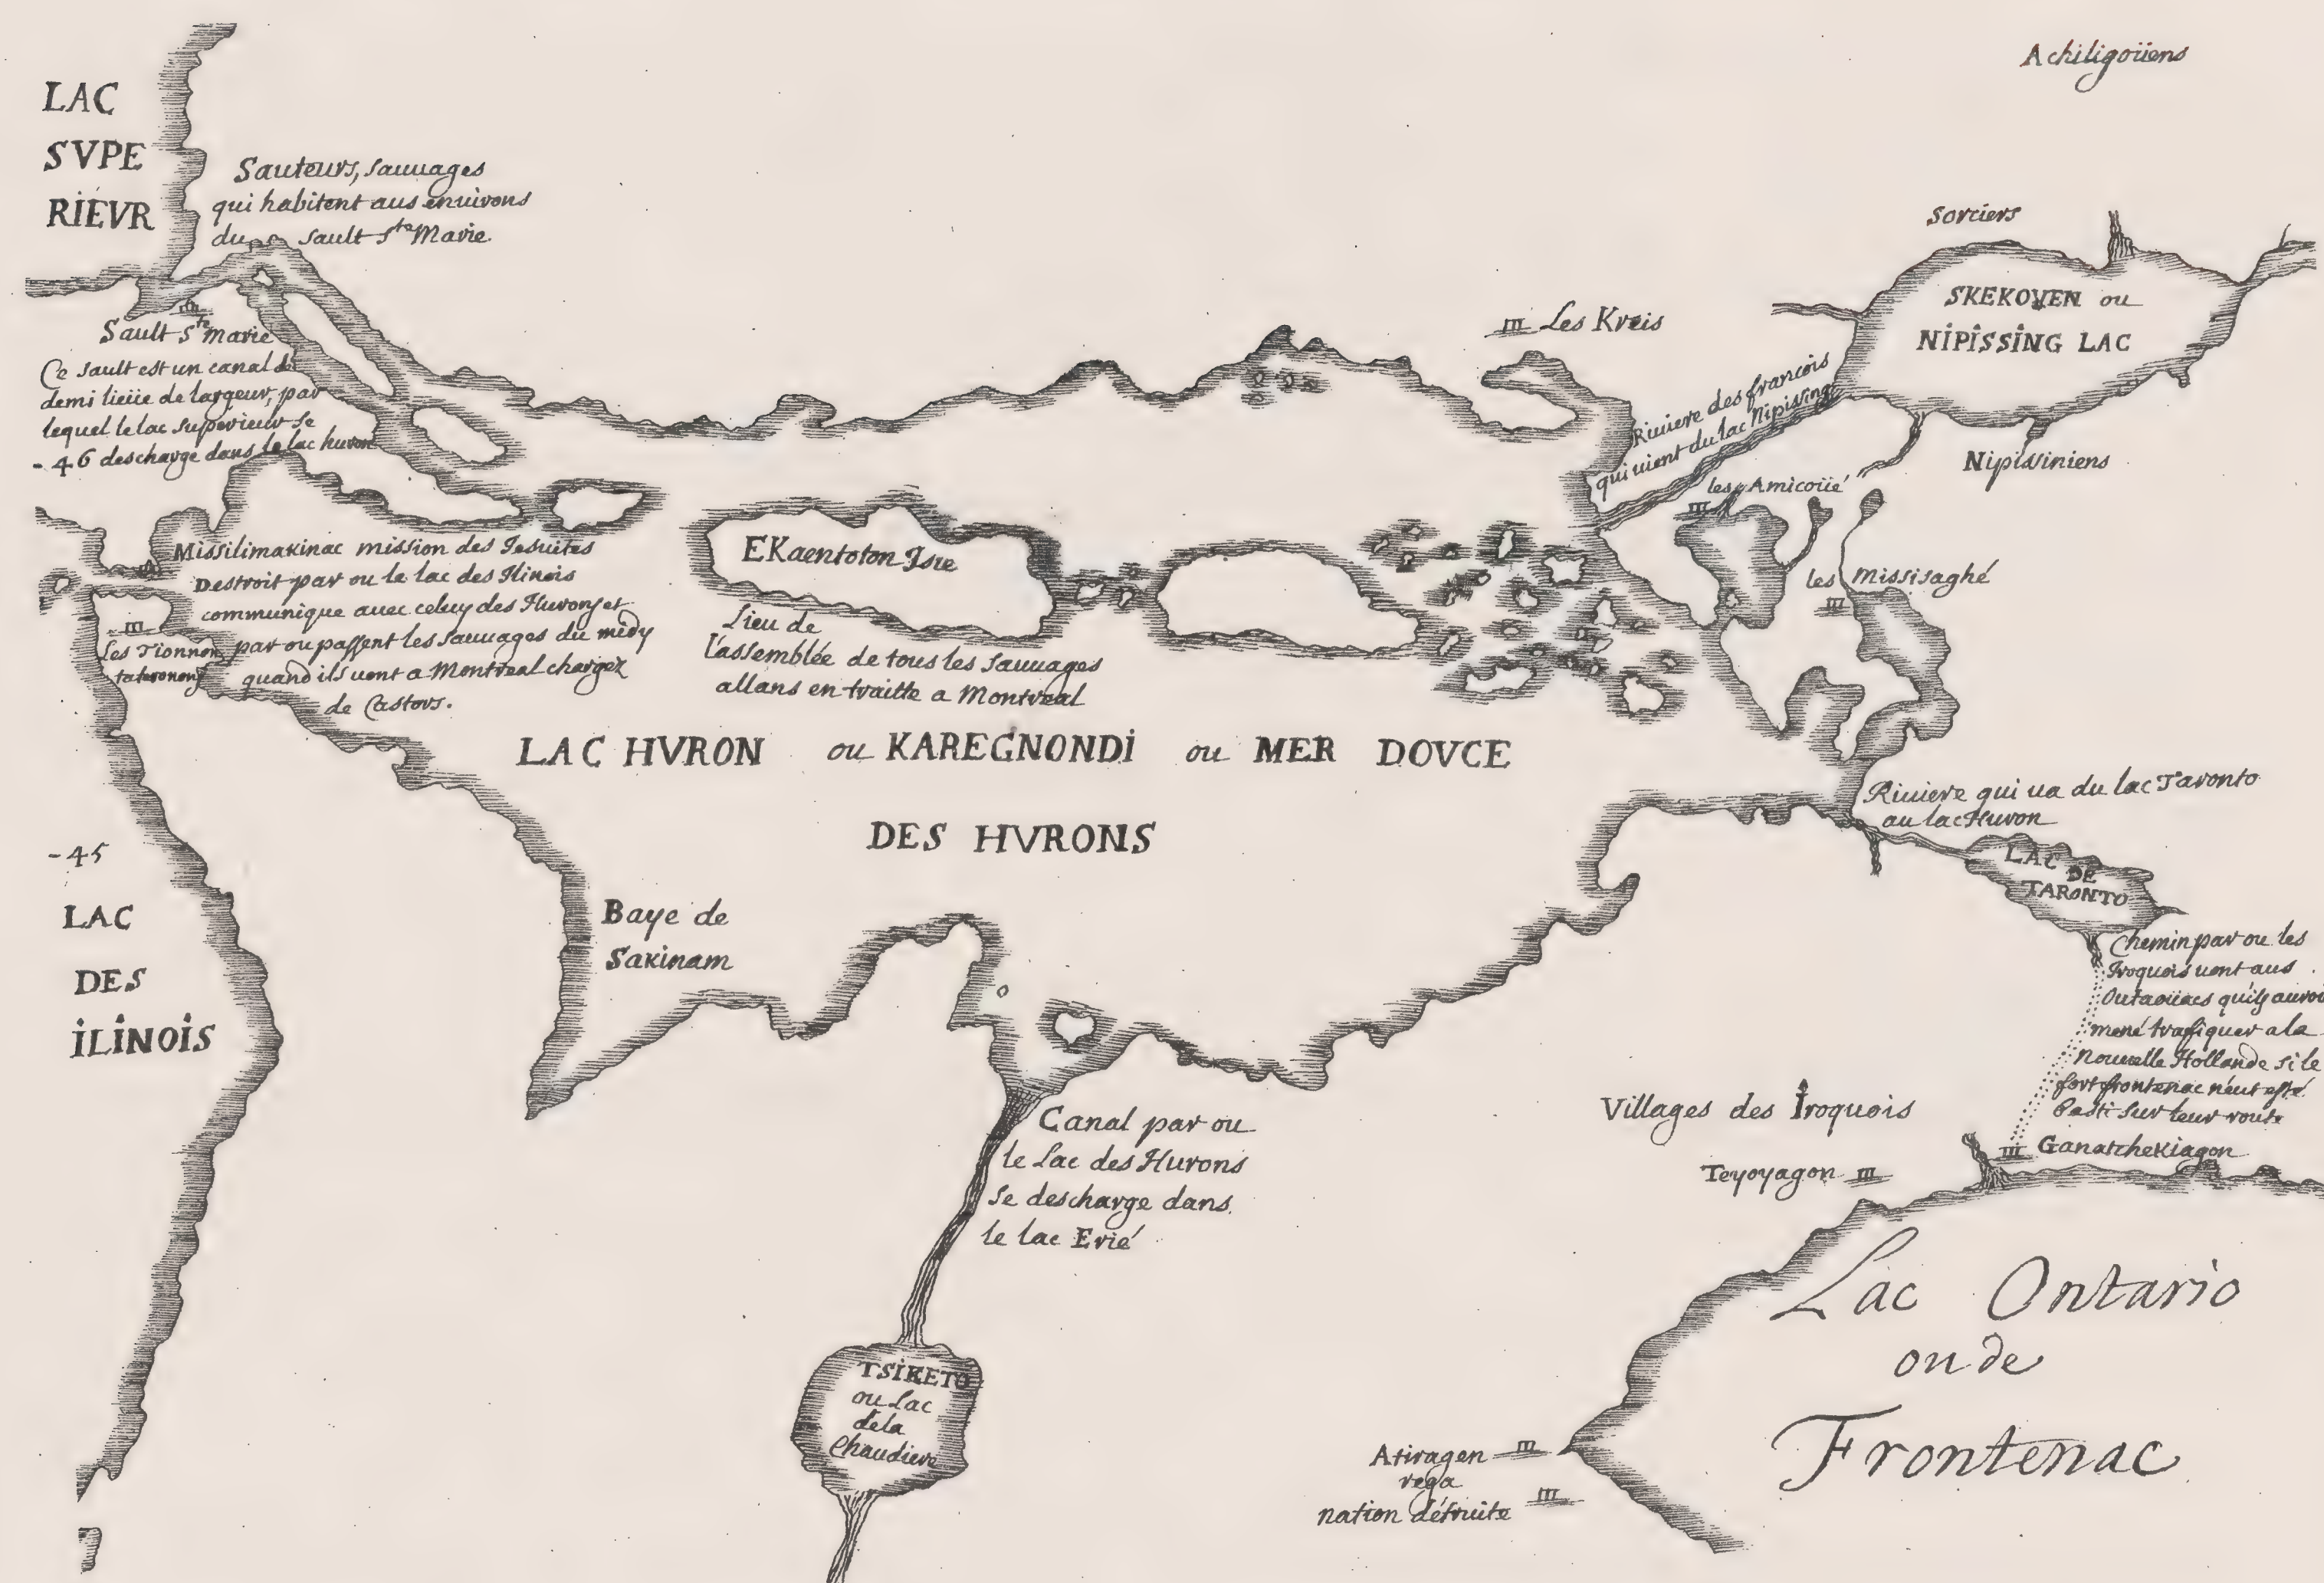 Achiligoüens
LAC
SVPE
RIEVR
Sauteurs, sauuages
qui habitent aus enuirons
du sault Ste Marie.
Sorciers
SKEKOVEN ou
NIPISSING LAC
Sault Ste Marie
Ce sault est un canal de
demi lieüe de largeur, par
lequel le lac superieur se
descharge dans le lac huron
- 46
Les Kreis
Riuiere des francois
qui uient du lac Nipissing
Nipissiniens
les Amicoüé
les Missisaghé
Missilimakinac mission des Jesuites
Destroit par ou le lac des Ilinois
communique auec celuy des Hurons et
par ou passent les sauuages du midy
quand ils uont a Montreal chargez
de Castors.
Les Tionnon
tateronons
EKaentoton Isle
Lieu de
l'assemblée de tous les sauuages
allans en traitte a Montreal
LAC HVRON ou KAREGNONDI ou MER DOVCE
DES HVRONS
Riuiere qui ua du lac Taronto
au lac Huron
LAC DE
TARONTO
- 45
LAC
DES
ILINOIS
Baye de
Sakinam
Chemin par ou les
Iroquois uont aus
Outaoüacs qu'ils auroi
mené trafiquer a la
Nouuelle Hollande si le
fort frontenac n'eut esté
basti sur leur route
Canal par ou
le Lac des Hurons
se descharge dans
le lac Erié
Villages des Iroquois
Ganatchekiagon
Teyoyagon
Lac Ontario
ou de
Frontenac
TSIKETO
ou Lac
de la
Chaudiere
Atiragen
rega
nation détruite